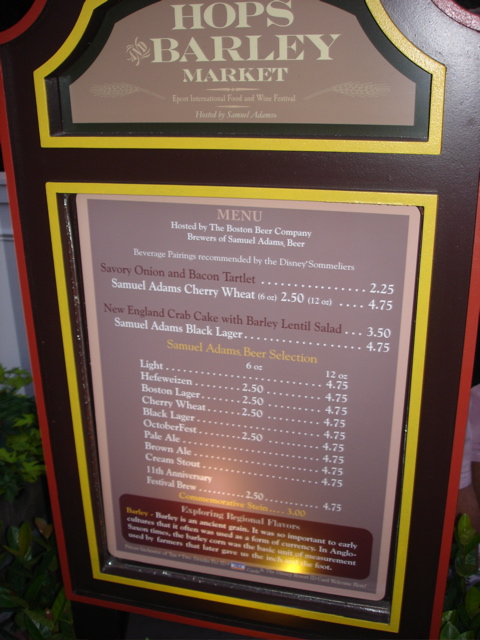 HOPS
AND BARLEY
MARKET
Epcot International Food and Wine Festival
Hosted by Samuel Adams
MENU
Hosted by The Boston Beer Company
Brewers of Samuel Adams Beer
Beverage Pairings recommended by the Disney Sommeliers
Savory Onion and Bacon Tartlet .................. 2.25
Samuel Adams Cherry Wheat (6 oz) 2.50 (12 oz) .... 4.75
New England Crab Cake with Barley Lentil Salad ... 3.50
Samuel Adams Black Lager ...................... 4.75
Samuel Adams Beer Selection
6 oz 12 oz
Light ............................ 4.75
Hefeweizen ........ 2.50 ........ 4.75
Boston Lager ....... 2.50 ........ 4.75
Cherry Wheat ...... 2.50 ........ 4.75
Black Lager ...................... 4.75
OctoberFest ........ 2.50 ........ 4.75
Pale Ale ......................... 4.75
Brown Ale ........................ 4.75
Cream Stout ...................... 4.75
11th Anniversary
Festival Brew ....... 2.50 ........ 4.75
Commemorative Stein .... 3.00
Exploring Regional Flavors
Barley - Barley is an ancient grain. It was so important to early
cultures that it often was used as a form of currency. In Anglo-
Saxon times, the barley corn was the basic unit of measurement
used by farmers that later gave us the inch and the foot.